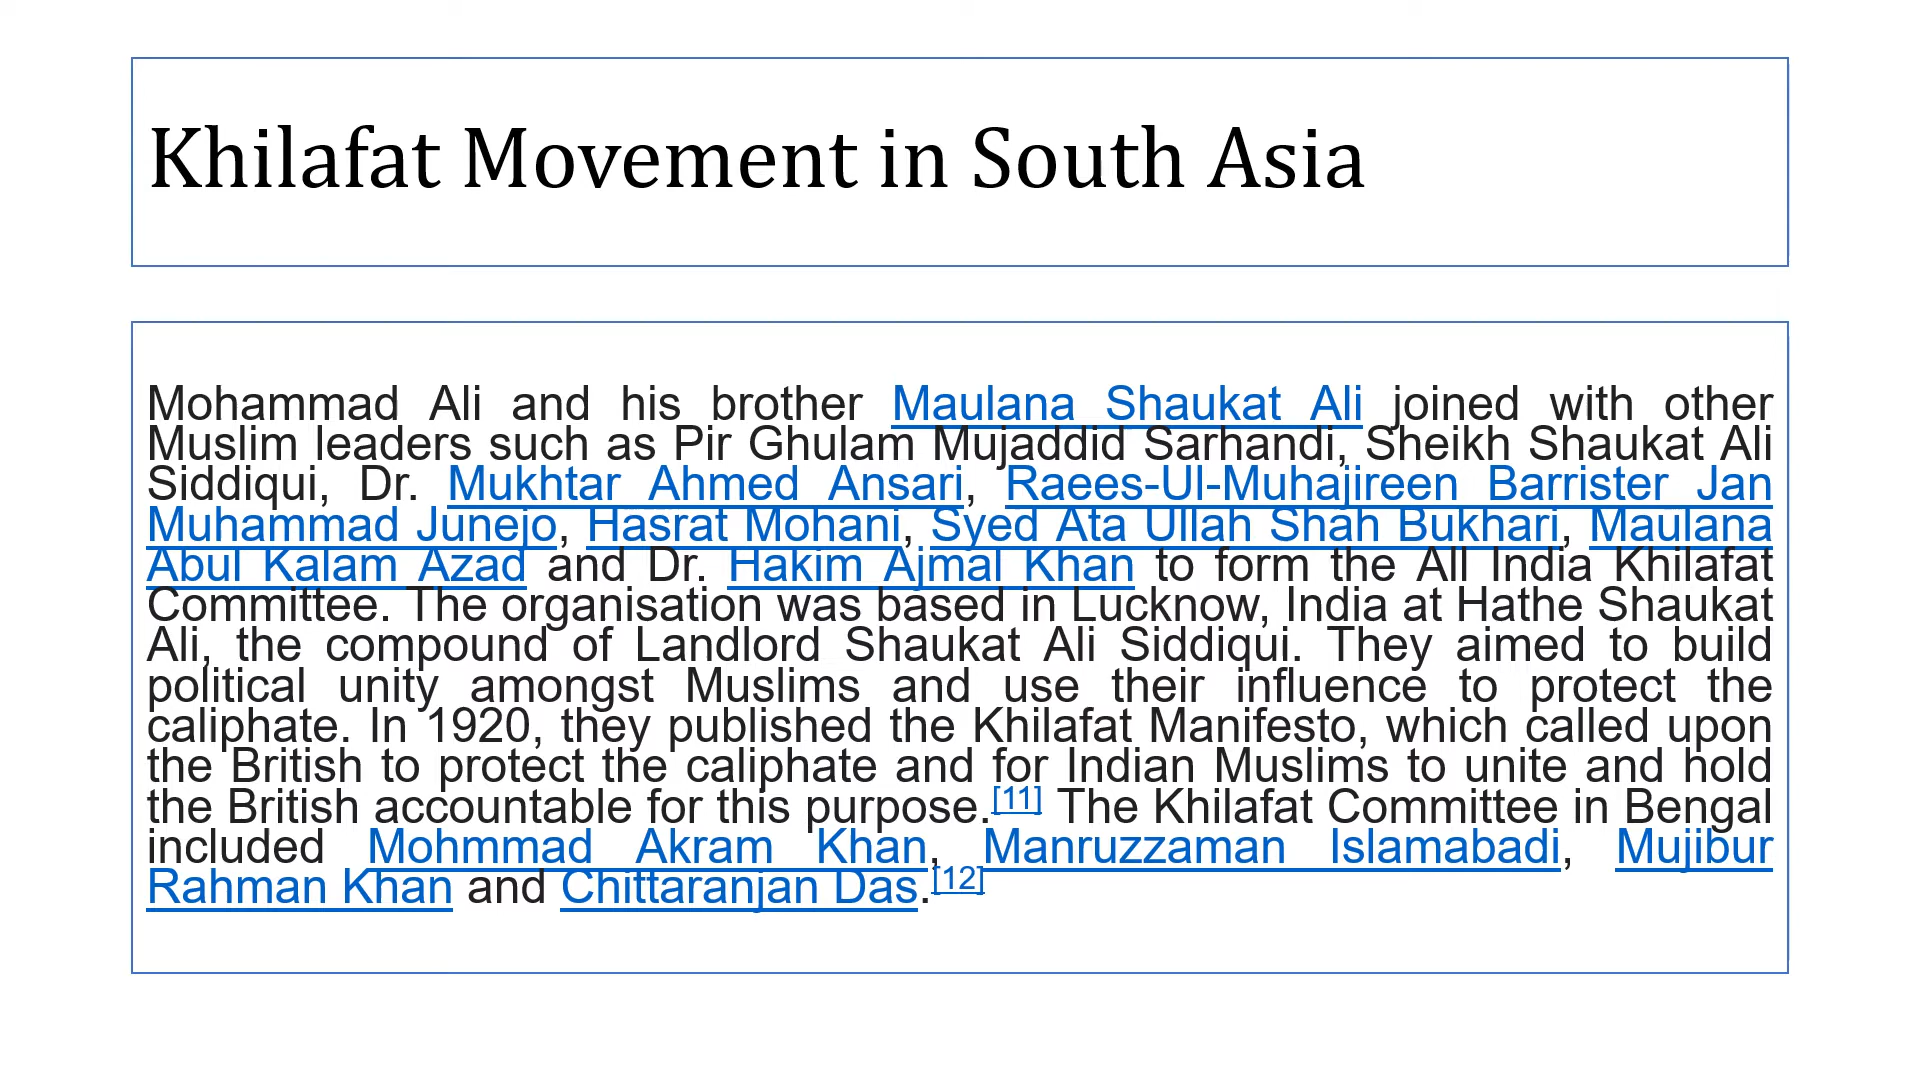 Khilafat Movement in South Asia
Mohammad Ali and his brother Maulana Shaukat Ali joined with other
Muslim leaders such as Pir Ghulam Mujaddid Sarhandi, Sheikh Shaukat Ali
Siddiqui, Dr. Mukhtar Ahmed Ansari, Raees-Ul-Muhajireen Barrister Jan
Muhammad Junejo, Hasrat Mohani, Syed Ata Ullah Shah Bukhari, Maulana
Abul Kalam Azad and Dr. Hakim Ajmal Khan to form the All India Khilafat
Committee. The organisation was based in Lucknow, India at Hathe Shaukat
Ali, the compound of Landlord Shaukat Ali Siddiqui. They aimed to build
political unity amongst Muslims and use their influence to protect the
caliphate. In 1920, they published the Khilafat Manifesto, which called upon
the British to protect the caliphate and for Indian Muslims to unite and hold
the British accountable for this purpose.[11] The Khilafat Committee in Bengal
included Mohmmad Akram Khan, Manruzzaman Islamabadi, Mujibur
Rahman Khan and Chittaranjan Das.[12]